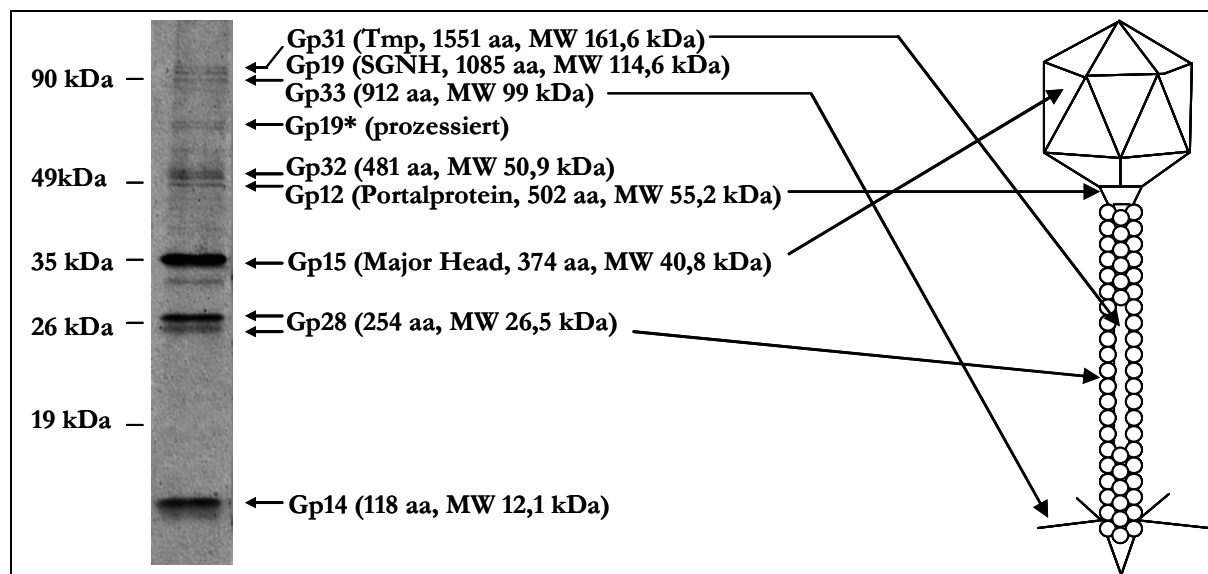 Gp31 (Tmp, 1551 aa, MW 161,6 kDa)
90 kDa
Gp19 (SGNH, 1085 aa, MW 114,6 kDa)
Gp33 (912 aa, MW 99 kDa)
Gp19* (prozessiert)
Gp32 (481 aa, MW 50,9 kDa)
49kDa
Gp12 (Portalprotein, 502 aa, MW 55,2 kDa)
35 kDa
Gp15 (Major Head, 374 aa, MW 40,8 kDa)
26 kDa
Gp28 (254 aa, MW 26,5 kDa)
19 kDa
Gp14 (118 aa, MW 12,1 kDa)